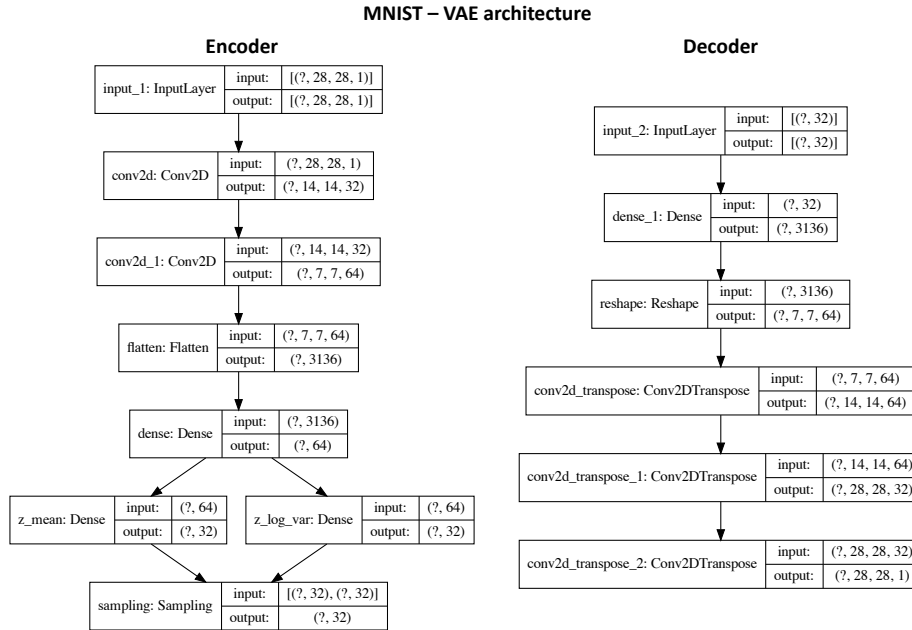 MNIST – VAE architecture
Encoder
input_1: InputLayer
input: [(?, 28, 28, 1)]
output: [(?, 28, 28, 1)]
conv2d: Conv2D
input: (?, 28, 28, 1)
output: (?, 14, 14, 32)
conv2d_1: Conv2D
input: (?, 14, 14, 32)
output: (?, 7, 7, 64)
flatten: Flatten
input: (?, 7, 7, 64)
output: (?, 3136)
dense: Dense
input: (?, 3136)
output: (?, 64)
z_mean: Dense
input: (?, 64)
output: (?, 32)
z_log_var: Dense
input: (?, 64)
output: (?, 32)
sampling: Sampling
input: [(?, 32), (?, 32)]
output: (?, 32)
Decoder
input_2: InputLayer
input: [(?, 32)]
output: [(?, 32)]
dense_1: Dense
input: (?, 32)
output: (?, 3136)
reshape: Reshape
input: (?, 3136)
output: (?, 7, 7, 64)
conv2d_transpose: Conv2DTranspose
input: (?, 7, 7, 64)
output: (?, 14, 14, 64)
conv2d_transpose_1: Conv2DTranspose
input: (?, 14, 14, 64)
output: (?, 28, 28, 32)
conv2d_transpose_2: Conv2DTranspose
input: (?, 28, 28, 32)
output: (?, 28, 28, 1)